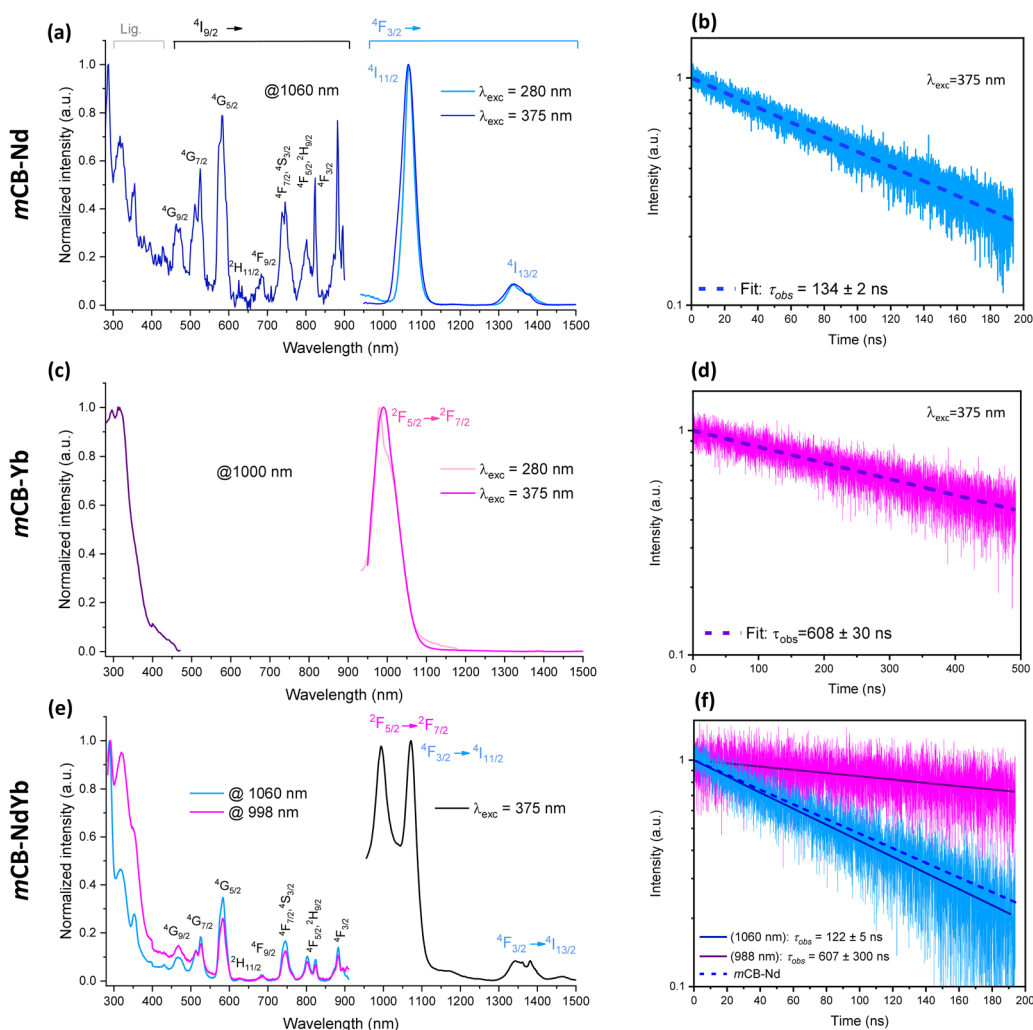 (a)
Lig.
⁴I₉/₂ →
⁴F₃/₂ →
mCB-Nd
Normalized intensity (a.u.)
1.0
0.8
0.6
0.4
0.2
0.0
⁴G₉/₂
⁴G₇/₂
⁴G₅/₂
²H₁₁/₂
⁴F₉/₂
⁴F₇/₂, ⁴S₃/₂
⁴F₅/₂, ²H₉/₂
⁴F₃/₂
@1060 nm
⁴I₁₁/₂
λexc = 280 nm
λexc = 375 nm
⁴I₁₃/₂
300 400 500 600 700 800 900 1000 1100 1200 1300 1400 1500
Wavelength (nm)
(b)
λexc=375 nm
Intensity (a.u.)
1
0.1
Fit: τobs = 134 ± 2 ns
0 20 40 60 80 100 120 140 160 180 200
Time (ns)
(c)
mCB-Yb
Normalized intensity (a.u.)
1.0
0.8
0.6
0.4
0.2
0.0
@1000 nm
²F₅/₂→²F₇/₂
λexc = 280 nm
λexc = 375 nm
300 400 500 600 700 800 900 1000 1100 1200 1300 1400 1500
Wavelength (nm)
(d)
λexc=375 nm
Intensity (a.u.)
1
0.1
Fit: τobs=608 ± 30 ns
0 100 200 300 400 500
Time (ns)
(e)
mCB-NdYb
Normalized intensity (a.u.)
1.0
0.8
0.6
0.4
0.2
0.0
@ 1060 nm
@ 998 nm
⁴G₉/₂
⁴G₇/₂
⁴G₅/₂
²H₁₁/₂
⁴F₉/₂
⁴F₇/₂, ⁴S₃/₂
⁴F₅/₂, ²H₉/₂
⁴F₃/₂
²F₅/₂→²F₇/₂
⁴F₃/₂→⁴I₁₁/₂
λexc = 375 nm
⁴F₃/₂→⁴I₁₃/₂
300 400 500 600 700 800 900 1000 1100 1200 1300 1400 1500
Wavelength (nm)
(f)
Intensity (a.u.)
1
0.1
(1060 nm): τobs = 122 ± 5 ns
(988 nm): τobs = 607 ± 300 ns
mCB-Nd
0 20 40 60 80 100 120 140 160 180 200
Time (ns)